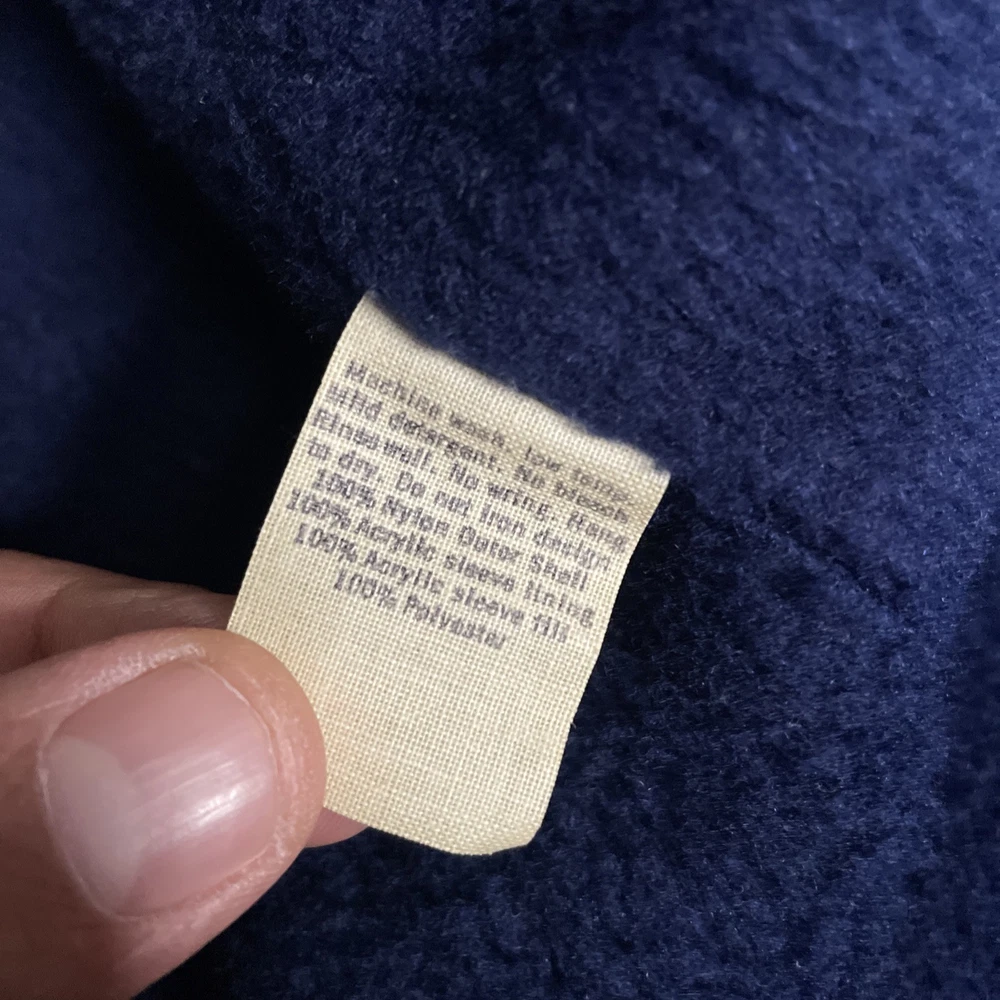 Machine wash, low temp.
Mild detergent. No bleach
Rinse well. No wring. Hang
to dry. Do not iron design
100% Nylon Outer Shell
100% Acrylic sleeve lining
100% Acrylic sleeve fill
100% Polyester